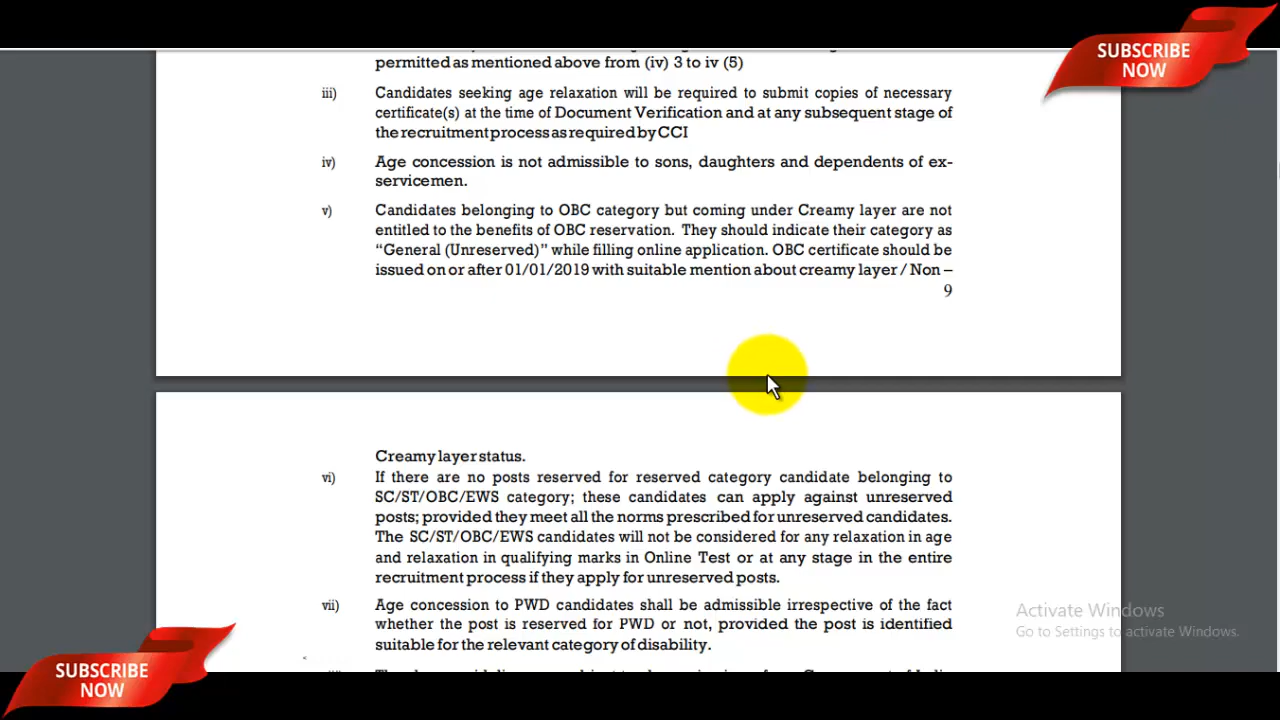 SUBSCRIBE
NOW
permitted as mentioned above from (iv) 3 to iv (5)
iii) Candidates seeking age relaxation will be required to submit copies of necessary
certificate(s) at the time of Document Verification and at any subsequent stage of
the recruitment process as required by CCI
iv) Age concession is not admissible to sons, daughters and dependents of ex-
servicemen.
v) Candidates belonging to OBC category but coming under Creamy layer are not
entitled to the benefits of OBC reservation. They should indicate their category as
“General (Unreserved)” while filling online application. OBC certificate should be
issued on or after 01/01/2019 with suitable mention about creamy layer / Non –
9
Creamy layer status.
vi) If there are no posts reserved for reserved category candidate belonging to
SC/ST/OBC/EWS category; these candidates can apply against unreserved
posts; provided they meet all the norms prescribed for unreserved candidates.
The SC/ST/OBC/EWS candidates will not be considered for any relaxation in age
and relaxation in qualifying marks in Online Test or at any stage in the entire
recruitment process if they apply for unreserved posts.
vii) Age concession to PWD candidates shall be admissible irrespective of the fact
whether the post is reserved for PWD or not, provided the post is identified
suitable for the relevant category of disability.
Activate Windows
Go to Settings to activate Windows.
SUBSCRIBE
NOW